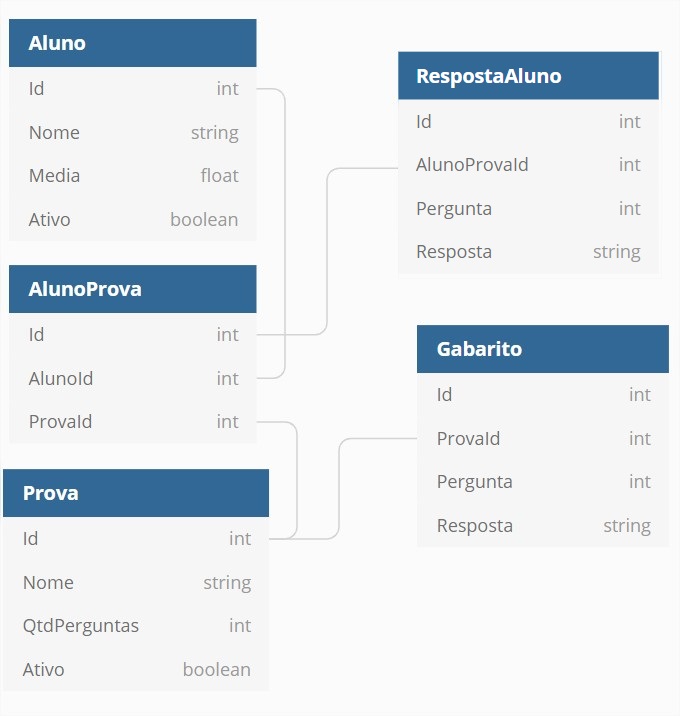 Aluno
Id int
Nome string
Media float
Ativo boolean
AlunoProva
Id int
AlunoId int
ProvaId int
Prova
Id int
Nome string
QtdPerguntas int
Ativo boolean
RespostaAluno
Id int
AlunoProvaId int
Pergunta int
Resposta string
Gabarito
Id int
ProvaId int
Pergunta int
Resposta string